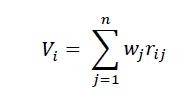 V_i = \sum_{j=1}^{n} w_j r_{ij}